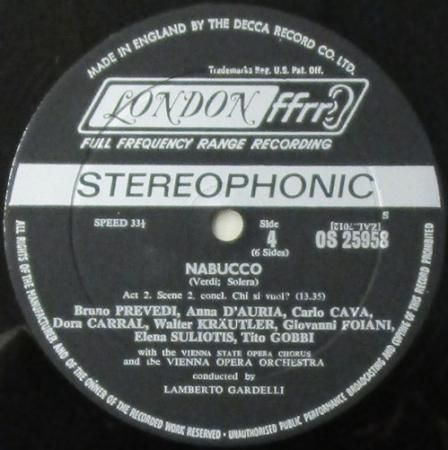 MADE IN ENGLAND BY THE DECCA RECORD CO. LTD.
Trademarks Reg. U.S. Pat. Off.
LONDON ffrr
FULL FREQUENCY RANGE RECORDING
STEREOPHONIC
SPEED 33⅓
Side
4
(6 Sides)
S
[ZAL.7012]
OS 25958
NABUCCO
(Verdi; Solera)
Act 2. Scene 2. concl. Chi si vuol? (13.35)
Bruno PREVEDI, Anna D'AURIA, Carlo CAVA,
Dora CARRAL, Walter KRÄUTLER, Giovanni FOIANI,
Elena SULIOTIS, Tito GOBBI
with the VIENNA STATE OPERA CHORUS
and the VIENNA OPERA ORCHESTRA
conducted by
LAMBERTO GARDELLI
ALL RIGHTS OF THE MANUFACTURER AND OF THE OWNER OF THE RECORDED WORK RESERVED · UNAUTHORISED PUBLIC PERFORMANCE BROADCASTING AND COPYING OF THIS RECORD PROHIBITED